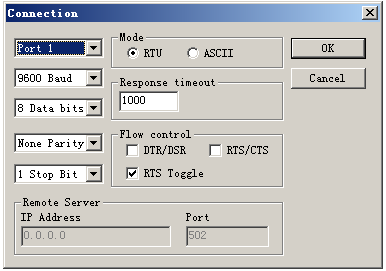 Connection
Port 1
Mode
RTU
ASCII
OK
9600 Baud
Cancel
Response timeout
1000
8 Data bits
Flow control
None Parity
DTR/DSR
RTS/CTS
1 Stop Bit
RTS Toggle
Remote Server
IP Address
Port
0.0.0.0
502